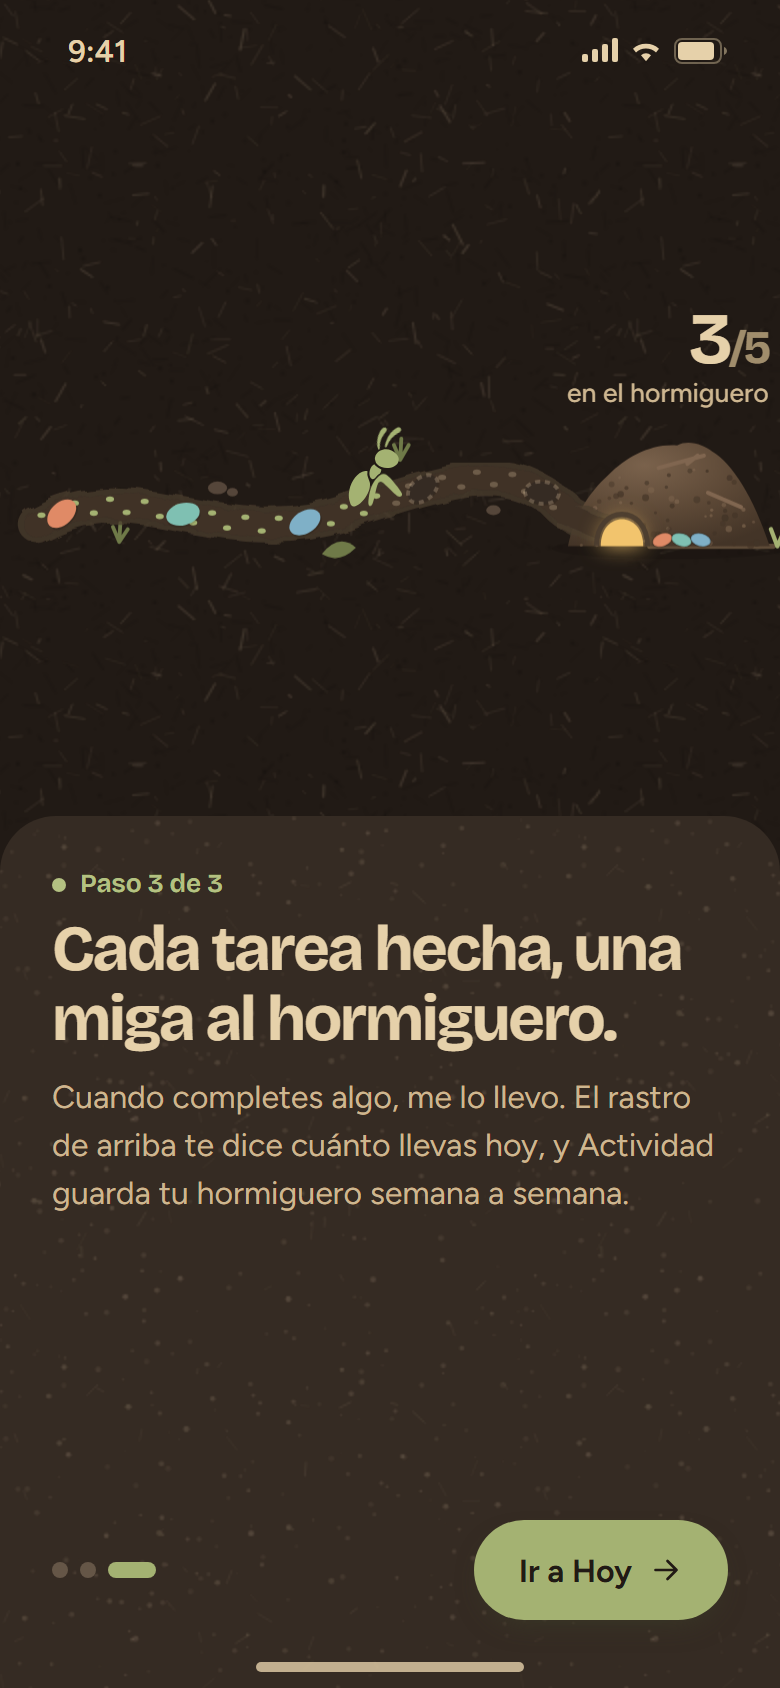 9:41
3/5
en el hormiguero
Paso 3 de 3
Cada tarea hecha, una
miga al hormiguero.
Cuando completes algo, me lo llevo. El rastro
de arriba te dice cuánto llevas hoy, y Actividad
guarda tu hormiguero semana a semana.
Ir a Hoy →